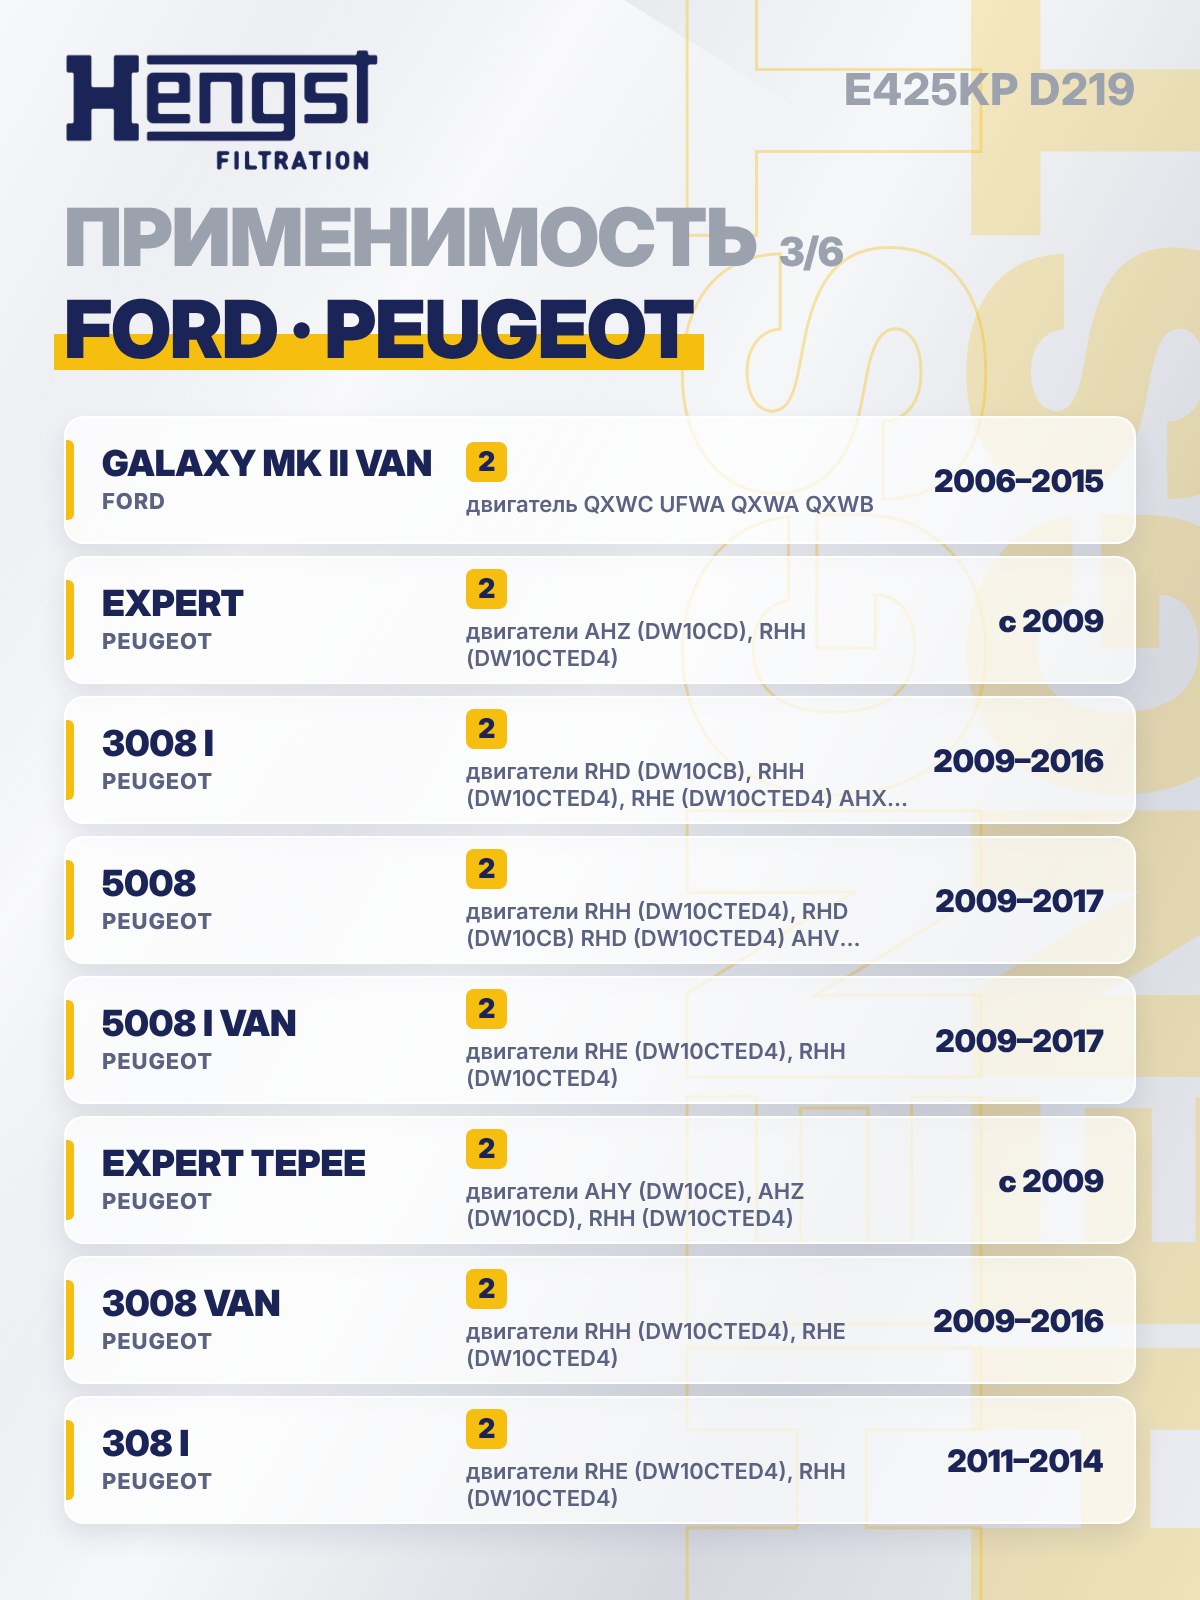 Hengst
FILTRATION
E425KP D219
ПРИМЕНИМОСТЬ 3/6
FORD · PEUGEOT
GALAXY MK II VAN
FORD
2
двигатель QXWC UFWA QXWA QXWB
2006–2015
EXPERT
PEUGEOT
2
двигатели AHZ (DW10CD), RHH
(DW10CTED4)
с 2009
3008 I
PEUGEOT
2
двигатели RHD (DW10CB), RHH
(DW10CTED4), RHE (DW10CTED4) AHX...
2009–2016
5008
PEUGEOT
2
двигатели RHH (DW10CTED4), RHD
(DW10CB) RHD (DW10CTED4) AHV...
2009–2017
5008 I VAN
PEUGEOT
2
двигатели RHE (DW10CTED4), RHH
(DW10CTED4)
2009–2017
EXPERT TEPEE
PEUGEOT
2
двигатели AHY (DW10CE), AHZ
(DW10CD), RHH (DW10CTED4)
с 2009
3008 VAN
PEUGEOT
2
двигатели RHH (DW10CTED4), RHE
(DW10CTED4)
2009–2016
308 I
PEUGEOT
2
двигатели RHE (DW10CTED4), RHH
(DW10CTED4)
2011–2014
HENGST
HENGST